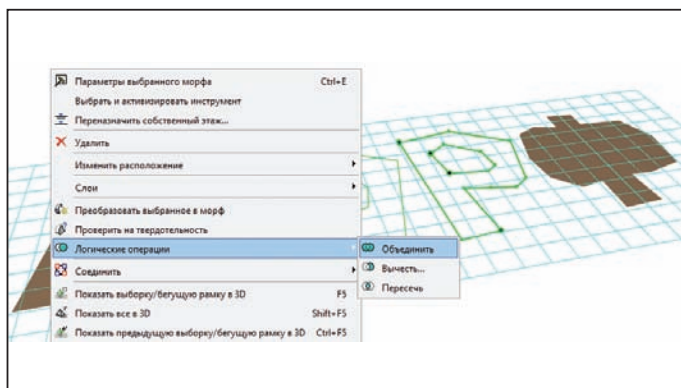 Параметры выбранного морфа Ctrl+E
Выбрать и активизировать инструмент
Переназначить собственный этаж...
Удалить
Изменить расположение
Слои
Преобразовать выбранное в морф
Проверить на твердотельность
Логические операции
Объединить
Вычесть...
Пересечь
Соединить
Показать выборку/бегущую рамку в 3D F5
Показать все в 3D Shift+F5
Показать предыдущую выборку/бегущую рамку в 3D Ctrl+F5